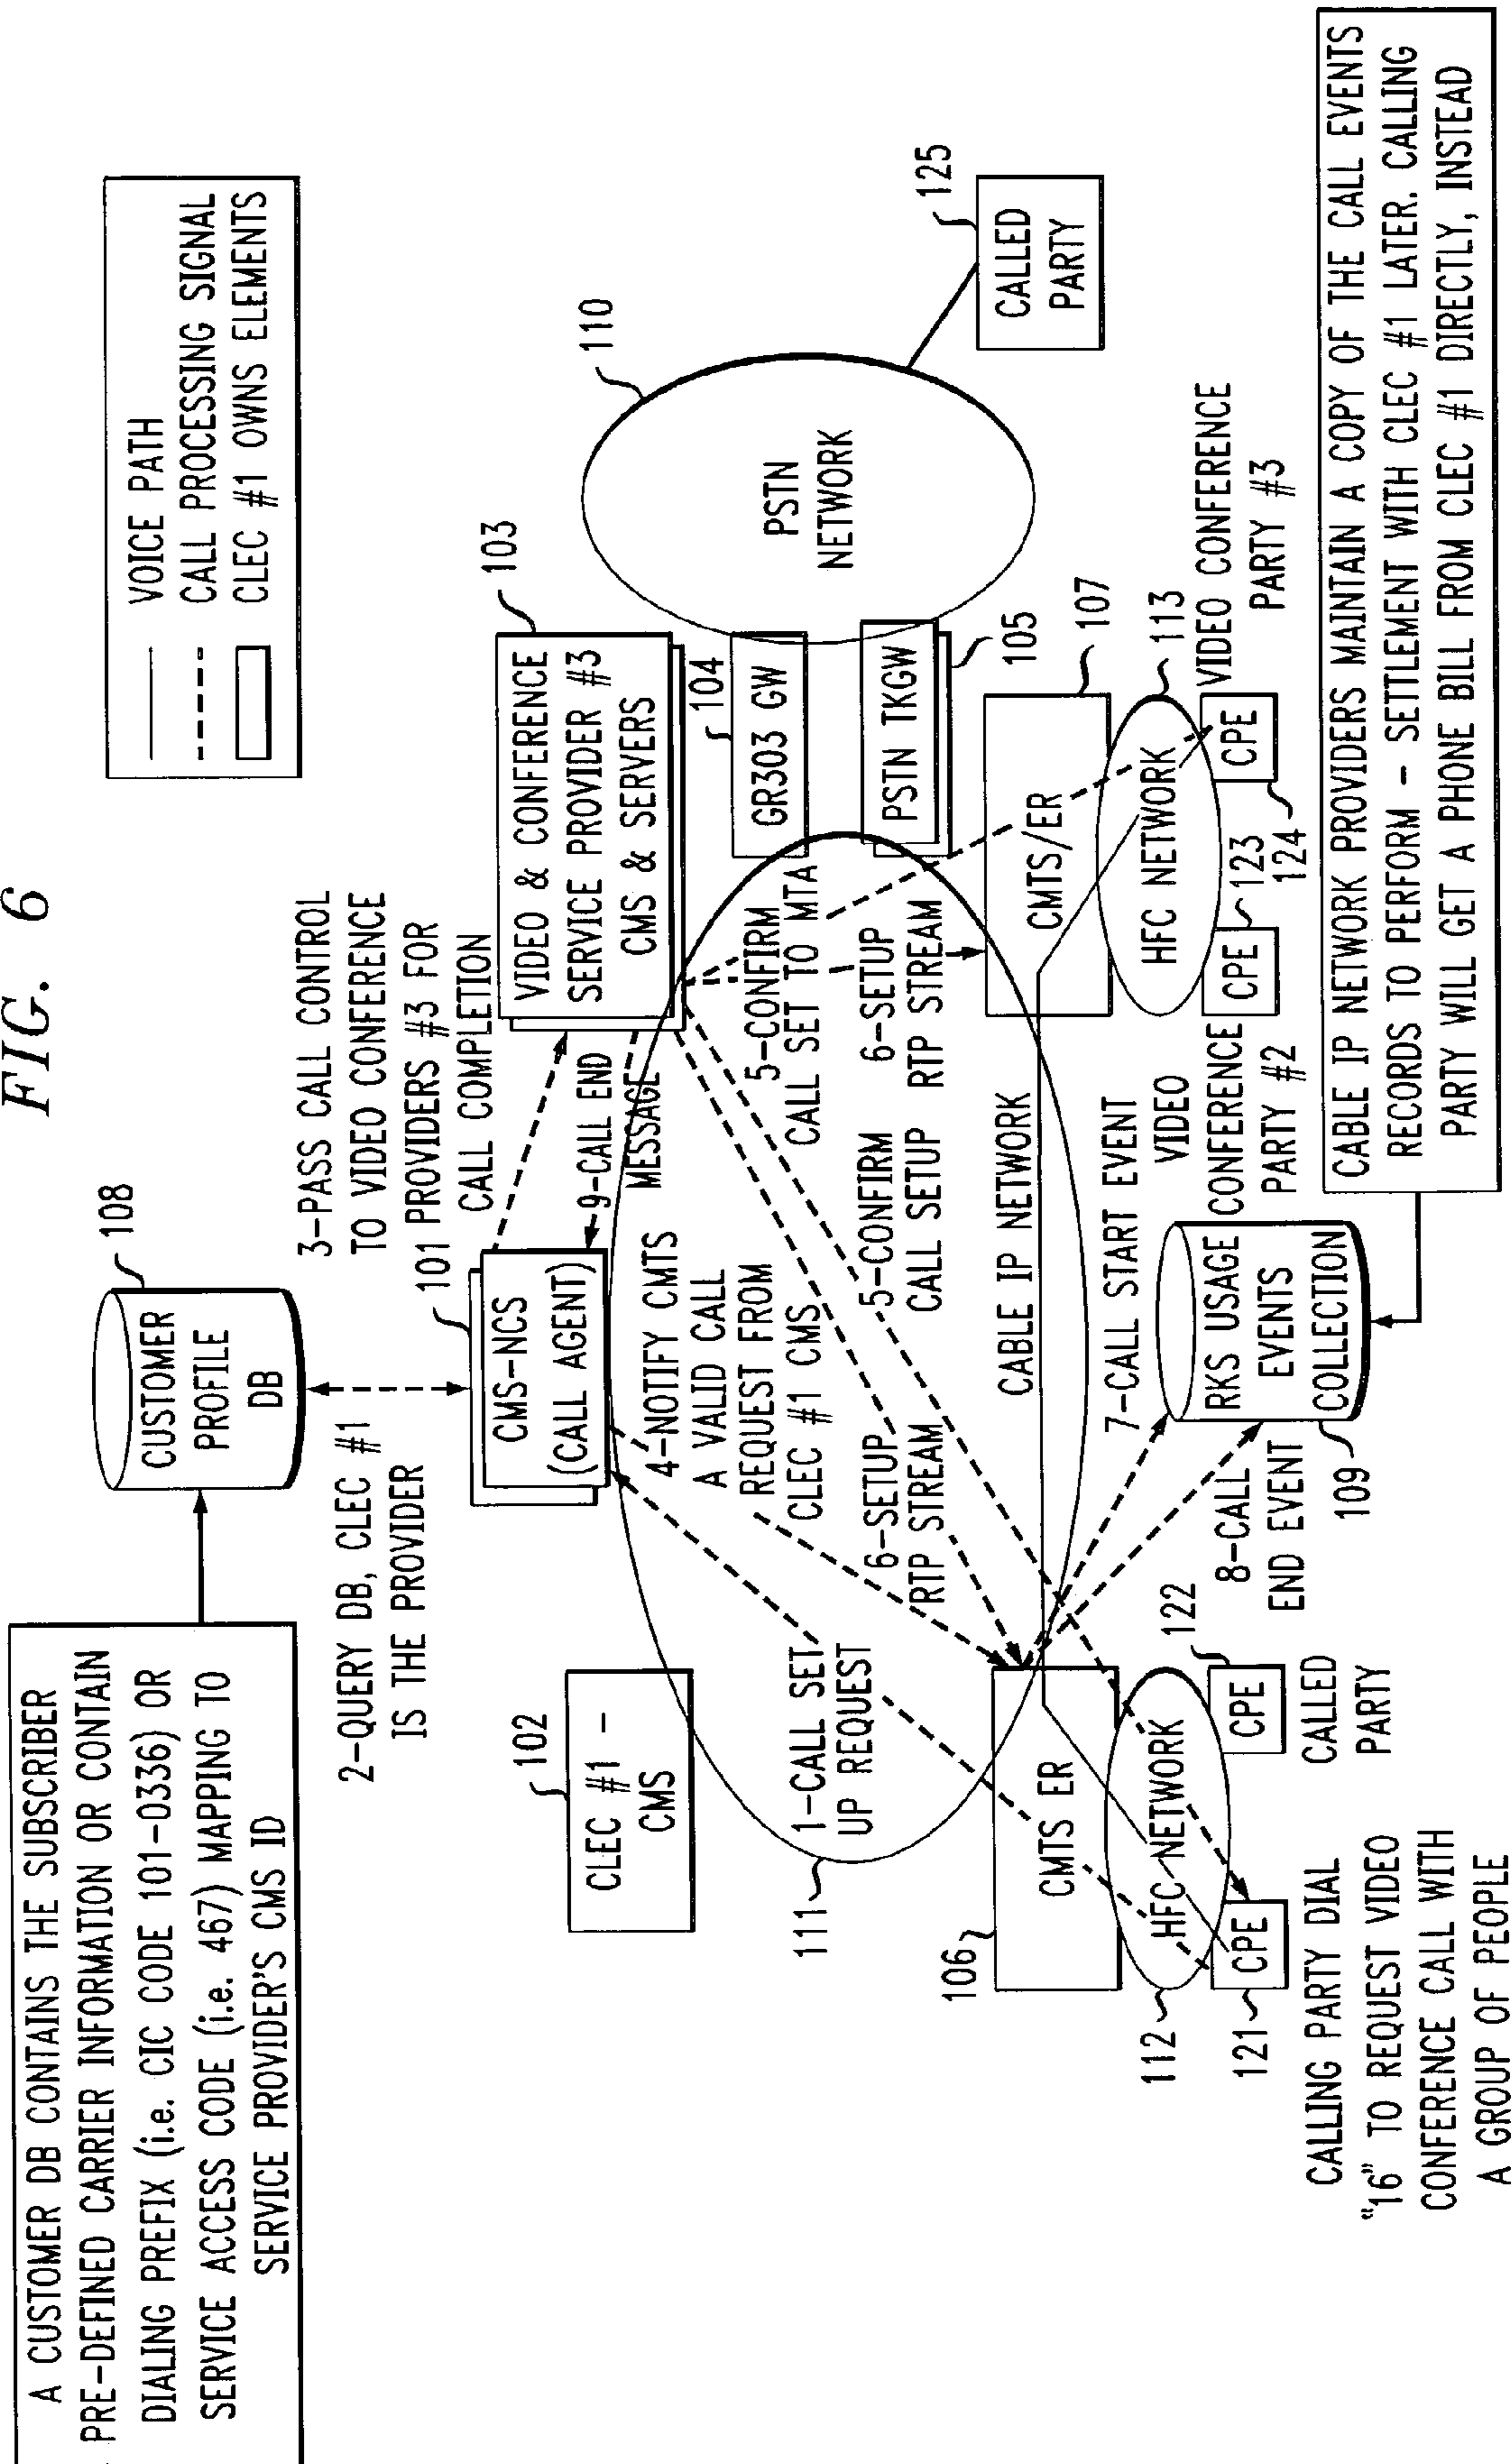 FIG. 6
A CUSTOMER DB CONTAINS THE SUBSCRIBER
PRE-DEFINED CARRIER INFORMATION OR CONTAIN
DIALING PREFIX (i.e. CIC CODE 101-0336) OR
SERVICE ACCESS CODE (i.e. 467) MAPPING TO
SERVICE PROVIDER'S CMS ID
CUSTOMER
PROFILE
DB
108
VOICE PATH
CALL PROCESSING SIGNAL
CLEC #1 OWNS ELEMENTS
2-QUERY DB, CLEC #1
IS THE PROVIDER
3-PASS CALL CONTROL
TO VIDEO CONFERENCE
PROVIDERS #3 FOR
CALL COMPLETION
101
CMS-NCS
(CALL AGENT)
102
CLEC #1 -
CMS
103
VIDEO & CONFERENCE
SERVICE PROVIDER #3
CMS & SERVERS
9-CALL END
MESSAGE
4-NOTIFY CMTS
A VALID CALL
REQUEST FROM
CLEC #1 CMS
1-CALL SET
UP REQUEST
111
6-SETUP
RTP STREAM
5-CONFIRM
CALL SETUP
5-CONFIRM
CALL SET TO MTA
6-SETUP
RTP STREAM
104
GR303 GW
PSTN TKGW
105
110
PSTN
NETWORK
125
CALLED
PARTY
CABLE IP NETWORK
106
CMTS ER
112
HFC NETWORK
121
CPE
122
CPE
CALLED
PARTY
CALLING PARTY DIAL
"16" TO REQUEST VIDEO
CONFERENCE CALL WITH
A GROUP OF PEOPLE
7-CALL START EVENT
8-CALL
END EVENT
RKS USAGE
EVENTS
COLLECTION
109
107
CMTS/ER
113
HFC NETWORK
CPE
123
CPE
124
VIDEO
CONFERENCE
PARTY #2
VIDEO CONFERENCE
PARTY #3
CABLE IP NETWORK PROVIDERS MAINTAIN A COPY OF THE CALL EVENTS
RECORDS TO PERFORM - SETTLEMENT WITH CLEC #1 LATER. CALLING
PARTY WILL GET A PHONE BILL FROM CLEC #1 DIRECTLY, INSTEAD